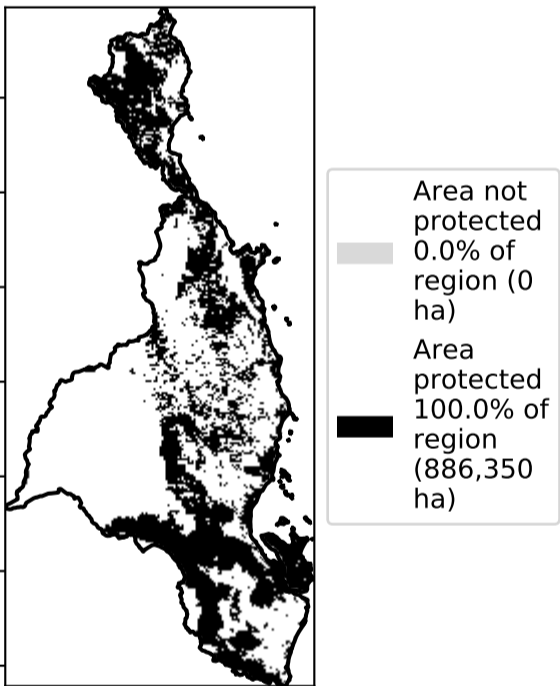 Area not
protected
0.0% of
region (0
ha)
Area
protected
100.0% of
region
(886,350
ha)